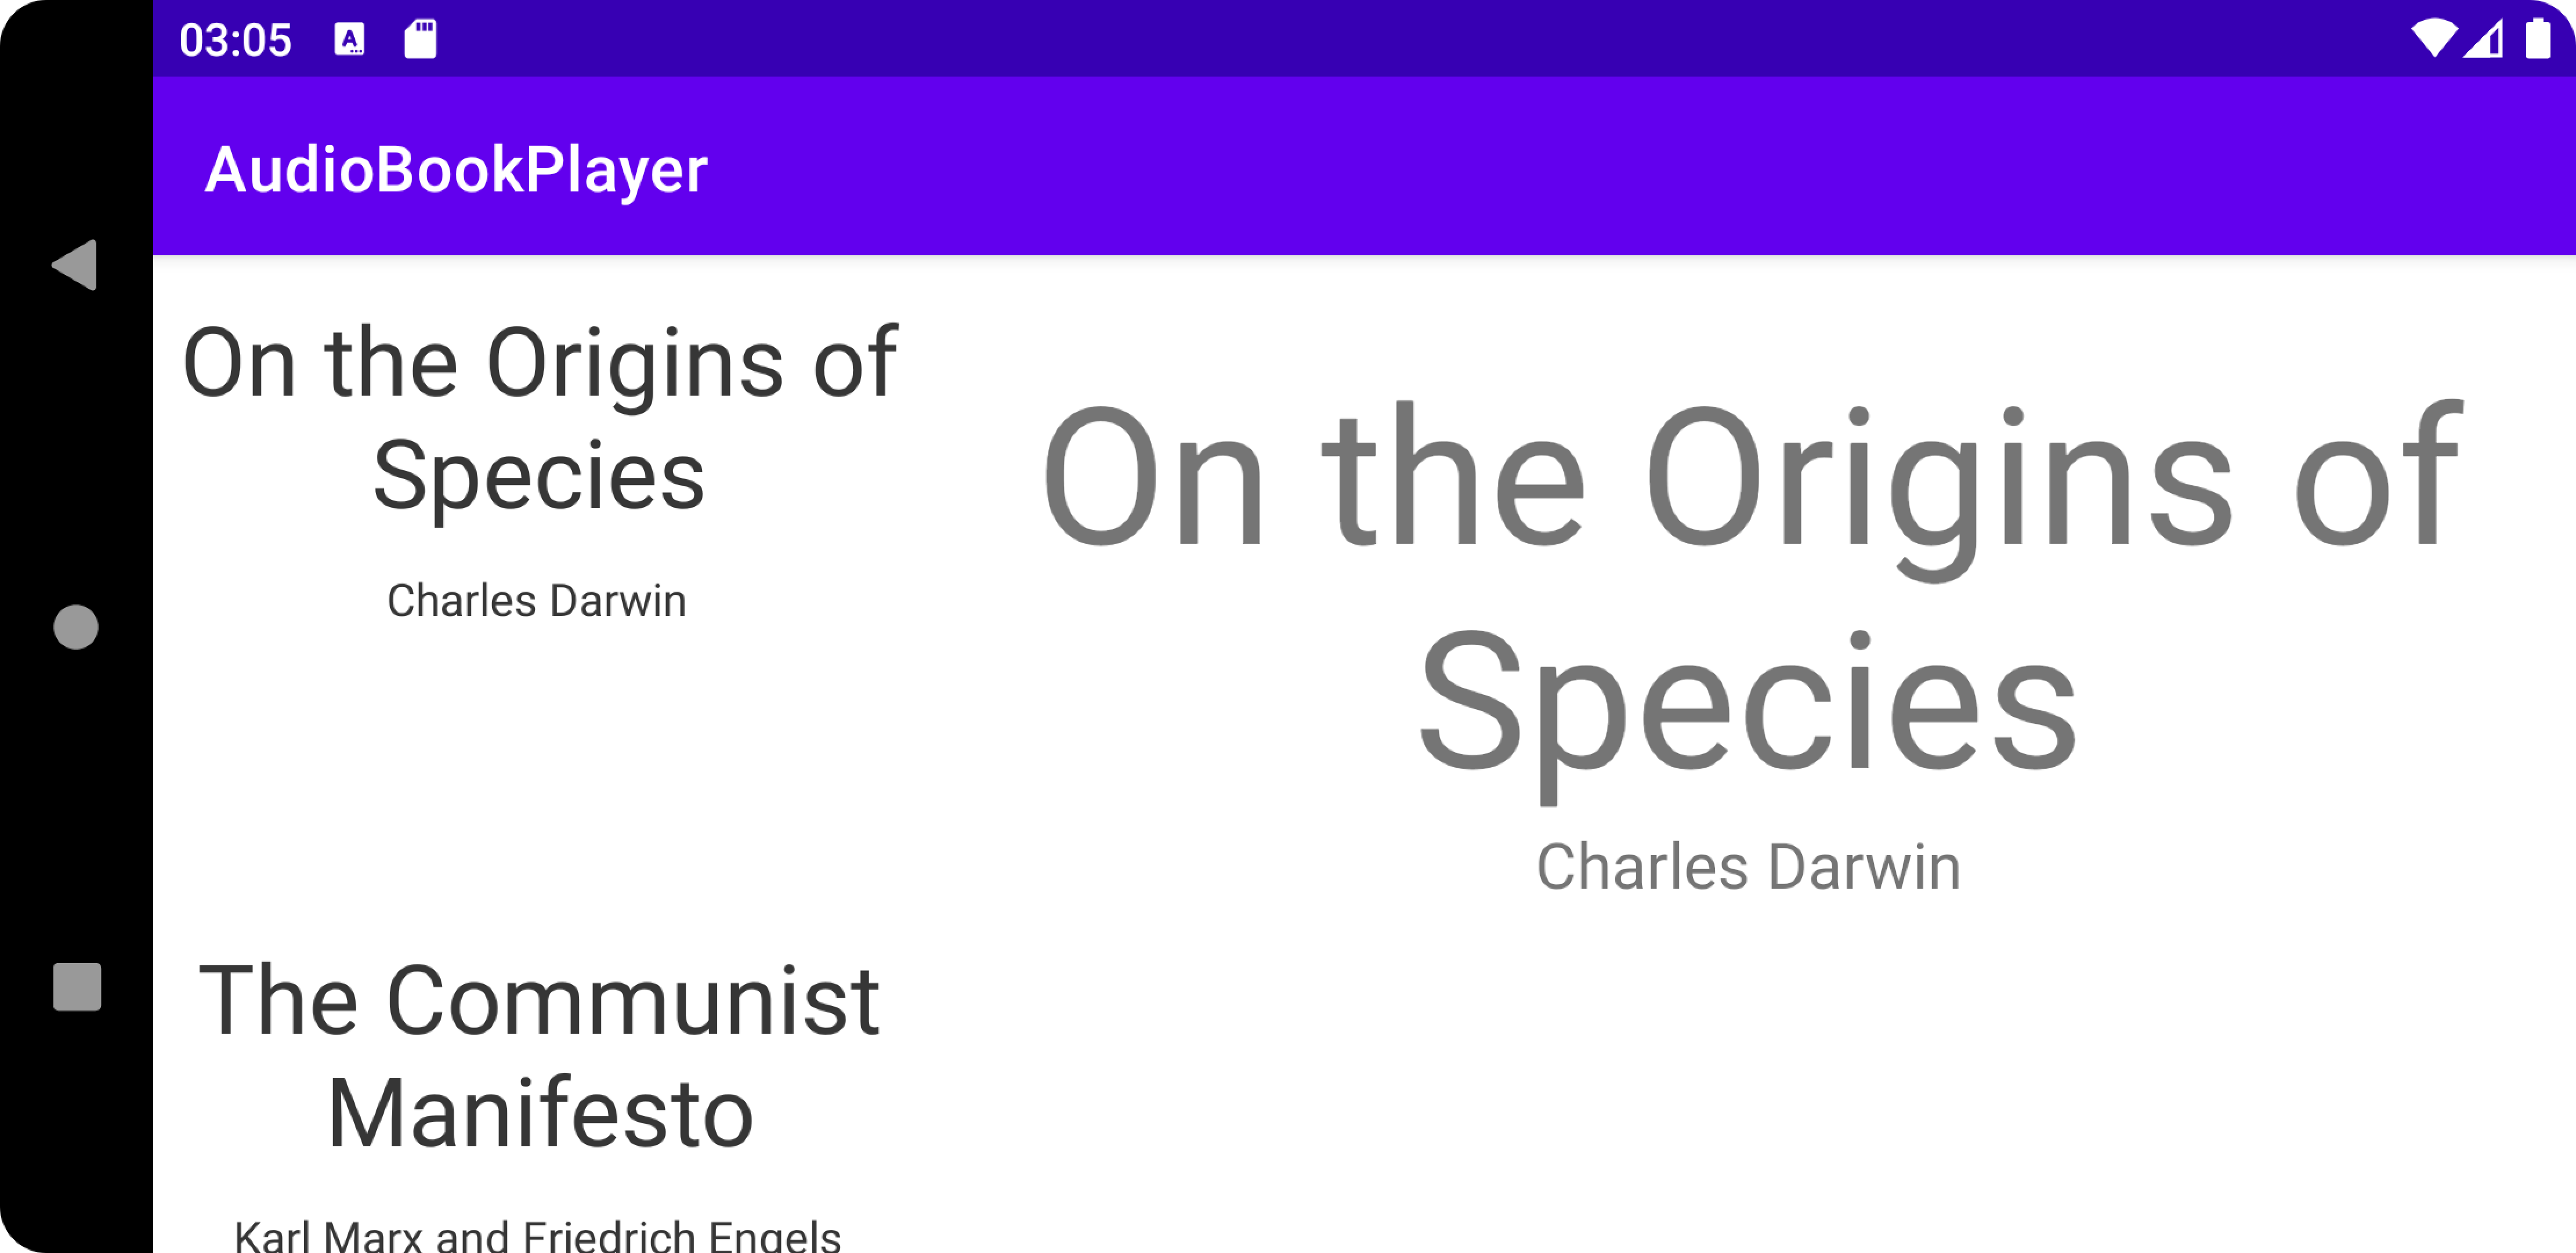 03:05
AudioBookPlayer
On the Origins of
Species
Charles Darwin
The Communist
Manifesto
Karl Marx and Friedrich Engels
On the Origins of
Species
Charles Darwin